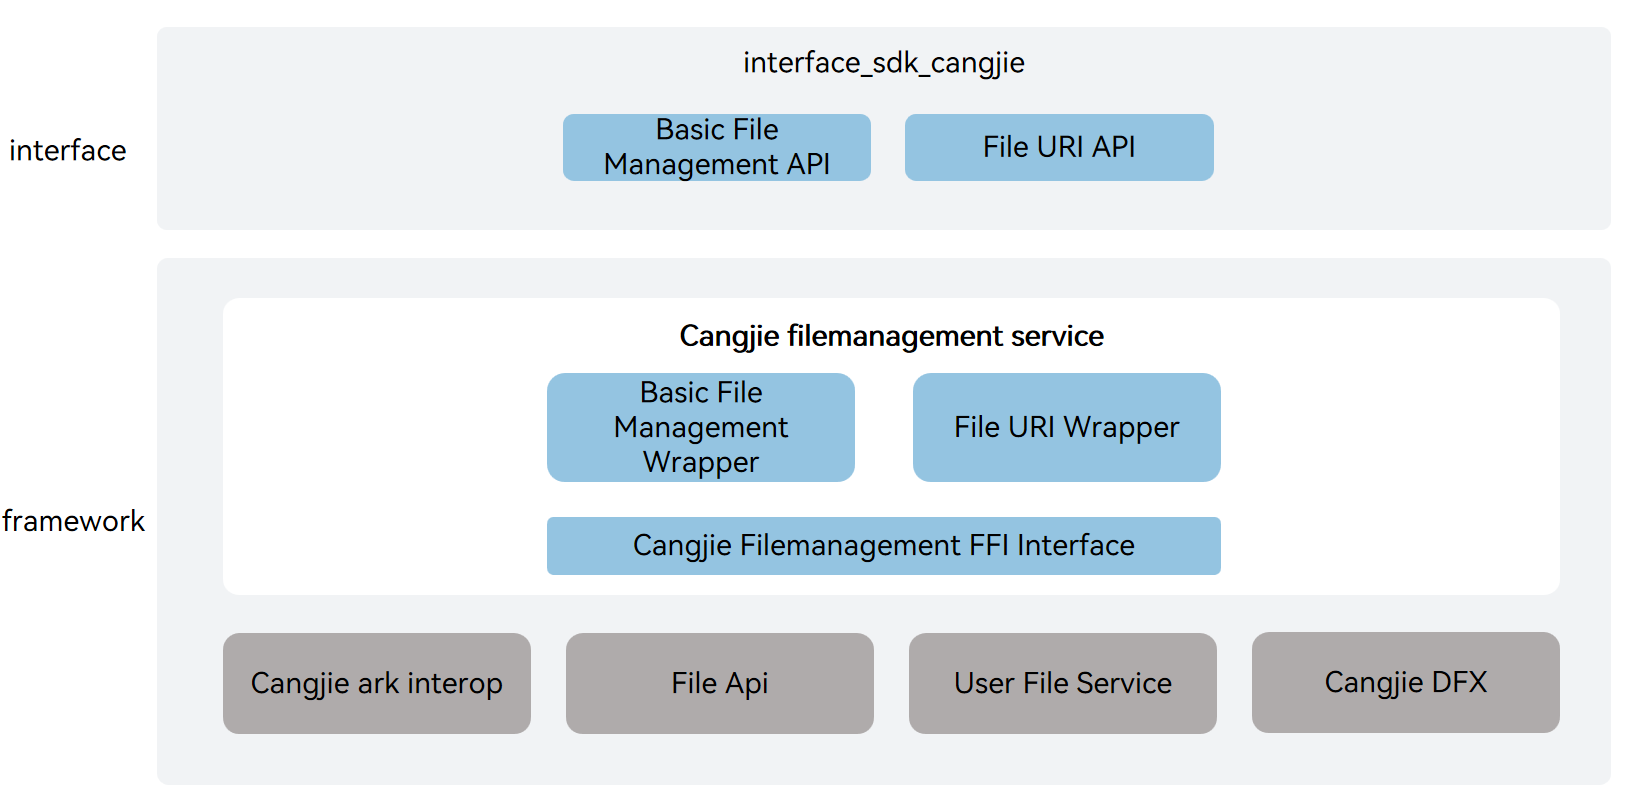 interface_sdk_cangjie
interface
Basic File
Management API
File URI API
Cangjie filemanagement service
Basic File
Management
Wrapper
File URI Wrapper
framework
Cangjie Filemanagement FFI Interface
Cangjie ark interop
File Api
User File Service
Cangjie DFX